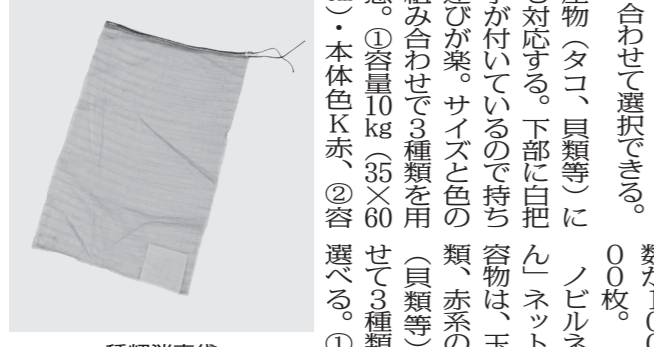 合わせて選択できる。
産物（タコ、貝類等）に
も対応する。下部に白把
手が付いているので持ち
運びが楽。サイズと色の
組み合わせで３種類を用
意。①容量10kg（35×60
㎝）・本体色Ｋ赤、②容
００枚。
ノビルネ
ん」ネット
容物は、玉
類、赤系の
（貝類等）
せて３種類
選べる。①